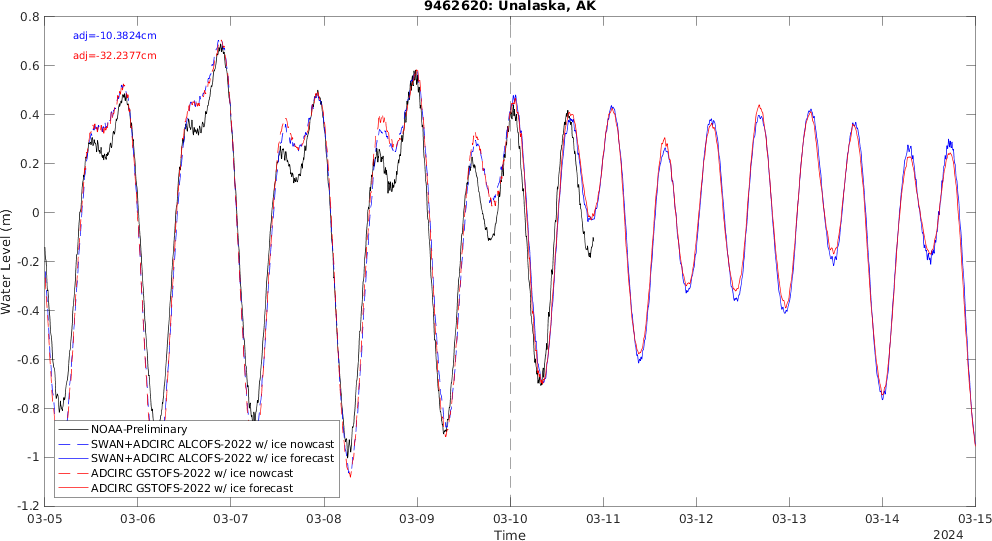 9462620: Unalaska, AK
adj=-10.3824cm
adj=-32.2377cm
0.8
0.6
0.4
0.2
0
-0.2
-0.4
-0.6
-0.8
-1
-1.2
Water Level (m)
NOAA-Preliminary
SWAN+ADCIRC ALCOFS-2022 w/ ice nowcast
SWAN+ADCIRC ALCOFS-2022 w/ ice forecast
ADCIRC GSTOFS-2022 w/ ice nowcast
ADCIRC GSTOFS-2022 w/ ice forecast
03-05 03-06 03-07 03-08 03-09 03-10 03-11 03-12 03-13 03-14 03-15
Time
2024